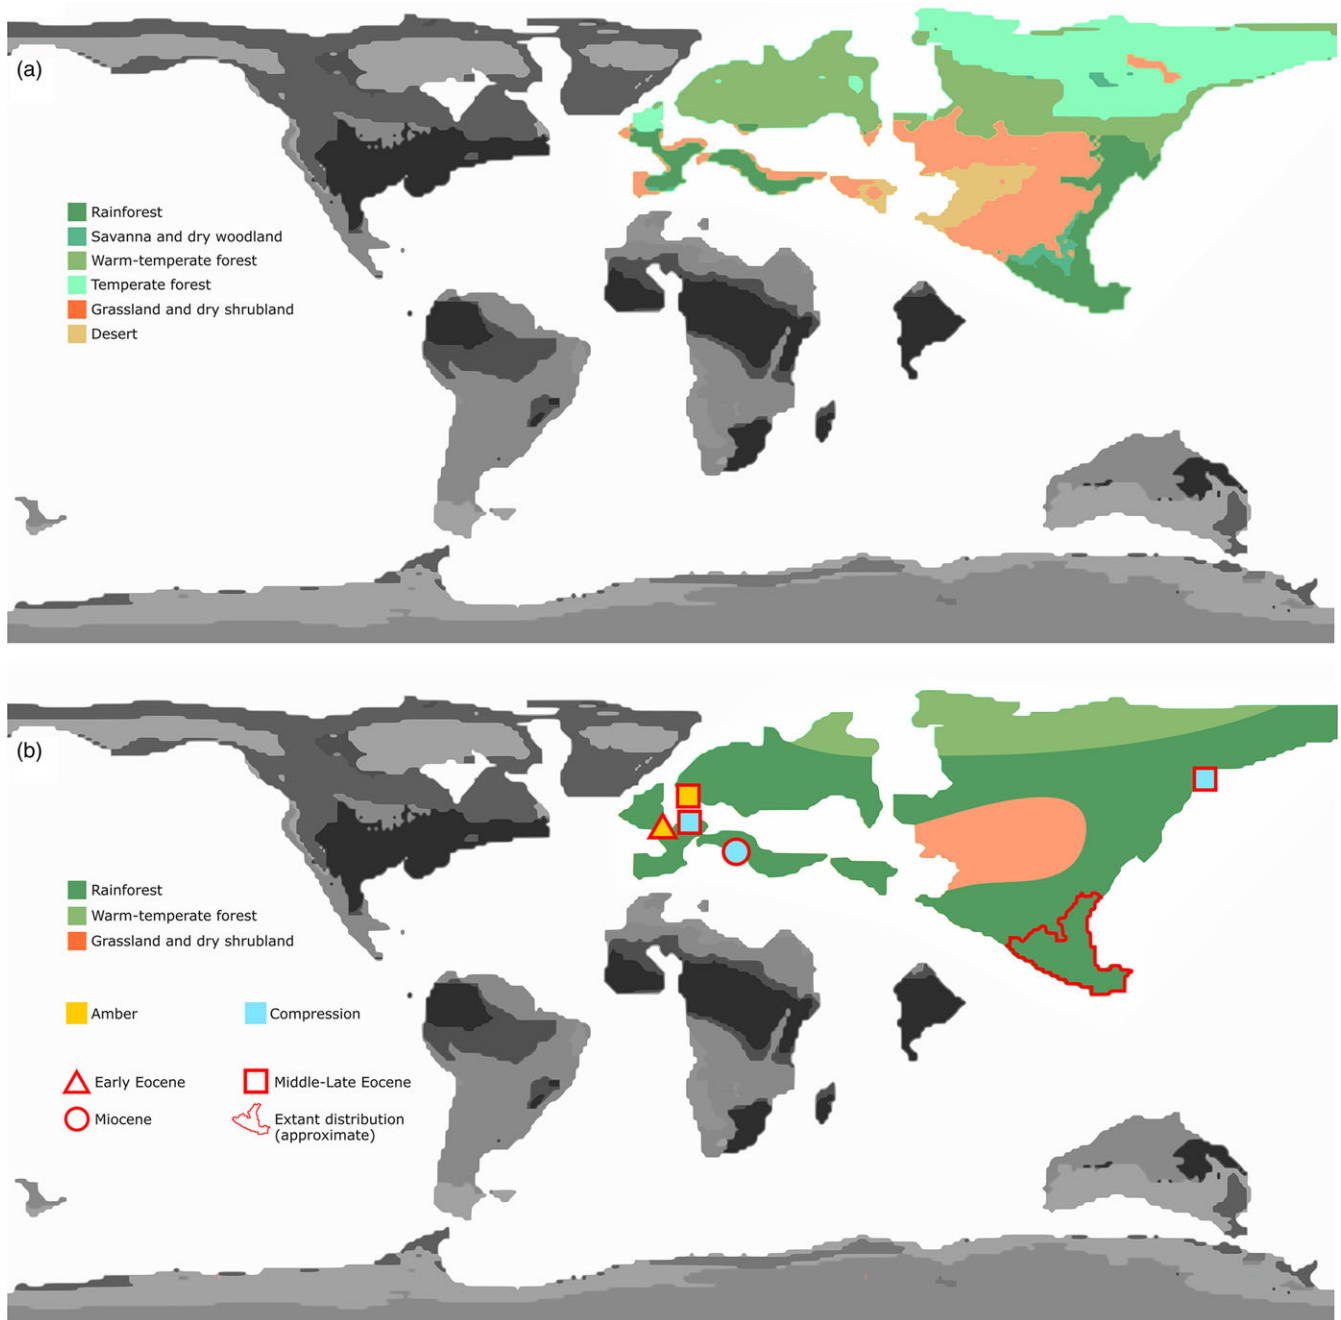 (a)
Rainforest
Savanna and dry woodland
Warm-temperate forest
Temperate forest
Grassland and dry shrubland
Desert
(b)
Rainforest
Warm-temperate forest
Grassland and dry shrubland
Amber
Compression
Early Eocene
Middle-Late Eocene
Miocene
Extant distribution
(approximate)